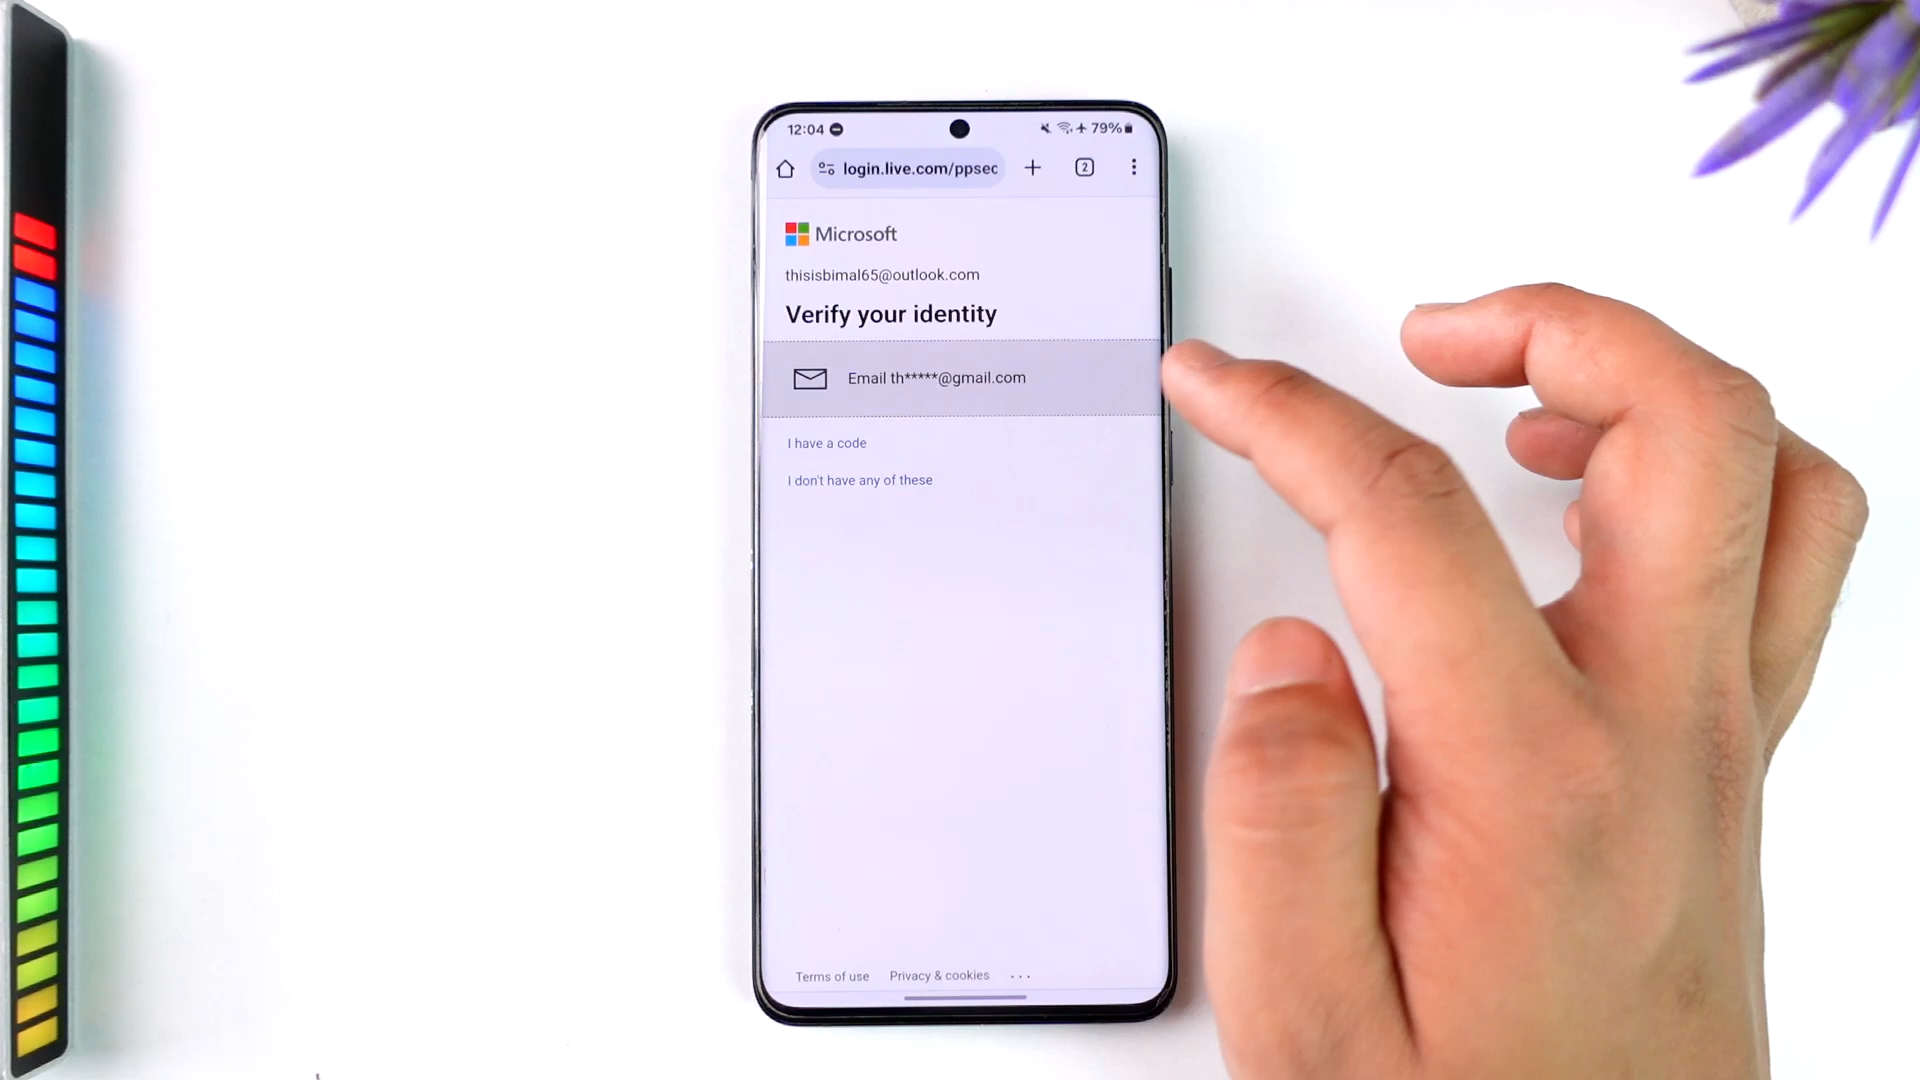 12:04
79%
login.live.com/ppsec
2
Microsoft
thisisbimal65@outlook.com
Verify your identity
Email th*****@gmail.com
I have a code
I don't have any of these
Terms of use Privacy & cookies ...